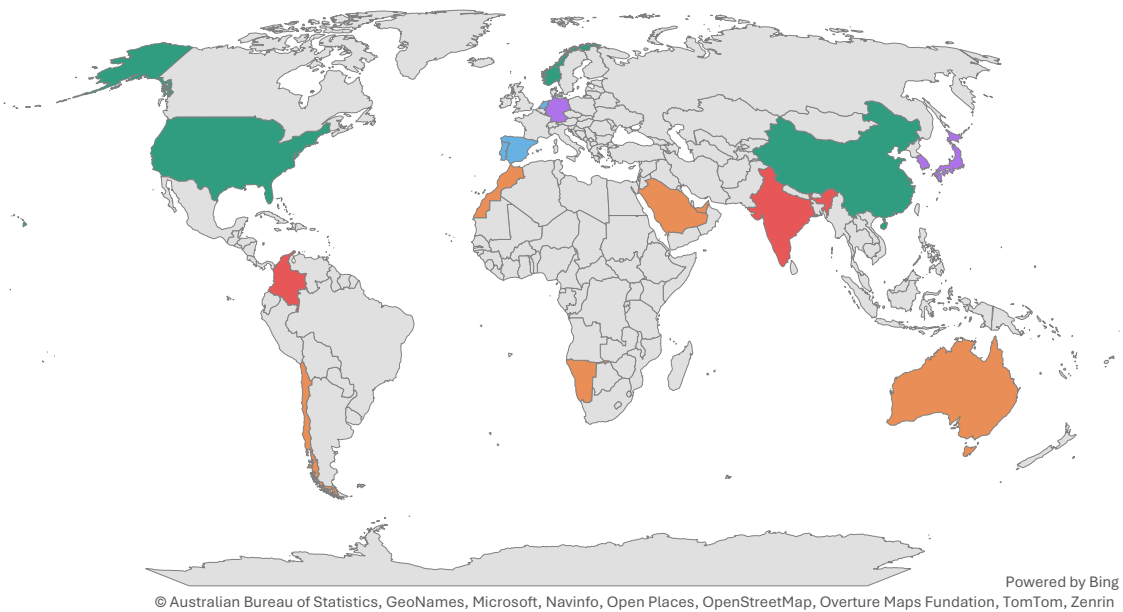 Powered by Bing
© Australian Bureau of Statistics, GeoNames, Microsoft, Navinfo, Open Places, OpenStreetMap, Overture Maps Fundation, TomTom, Zenrin